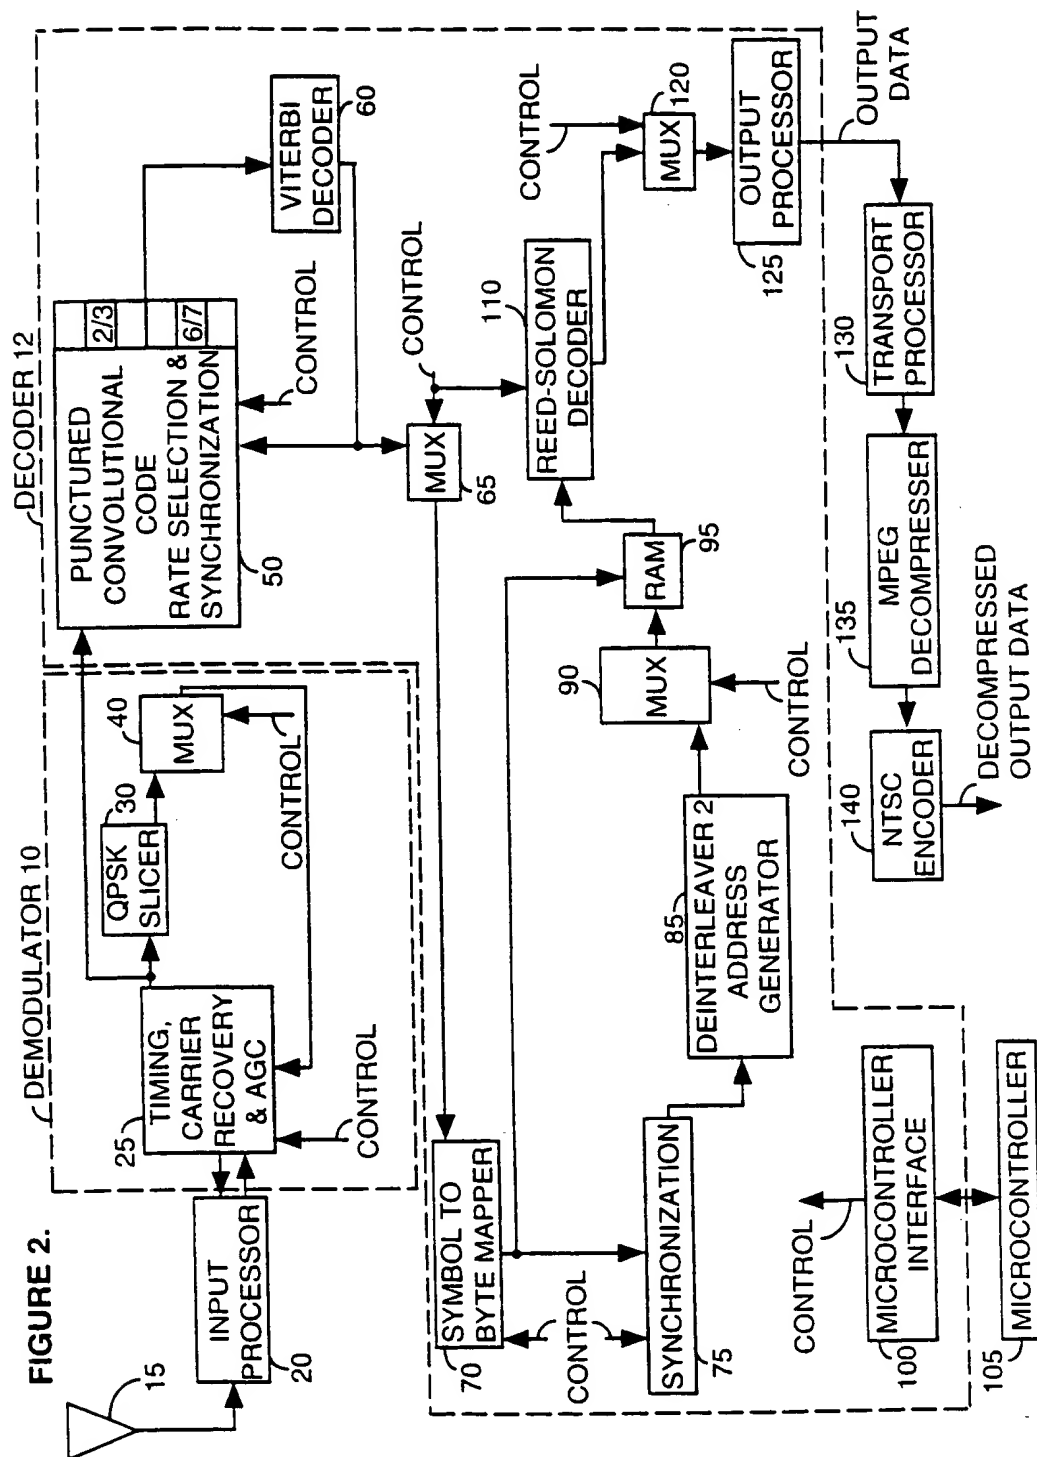 FIGURE 2.
15
INPUT
PROCESSOR
20
DEMODULATOR 10
25
TIMING,
CARRIER
RECOVERY
& AGC
CONTROL
QPSK
SLICER
30
40
MUX
CONTROL
DECODER 12
PUNCTURED
CONVOLUTIONAL
CODE
RATE SELECTION &
SYNCHRONIZATION
2/3
6/7
50
CONTROL
VITERBI
DECODER
60
CONTROL
MUX
65
SYMBOL TO
BYTE MAPPER
70
CONTROL
SYNCHRONIZATION
75
85
DEINTERLEAVER 2
ADDRESS
GENERATOR
90
MUX
CONTROL
RAM
95
110
REED-SOLOMON
DECODER
CONTROL
MUX
120
OUTPUT
PROCESSOR
125
OUTPUT
DATA
130
TRANSPORT
PROCESSOR
135
MPEG
DECOMPRESSER
140
NTSC
ENCODER
DECOMPRESSED
OUTPUT DATA
CONTROL
MICROCONTROLLER
INTERFACE
100
MICROCONTROLLER
105